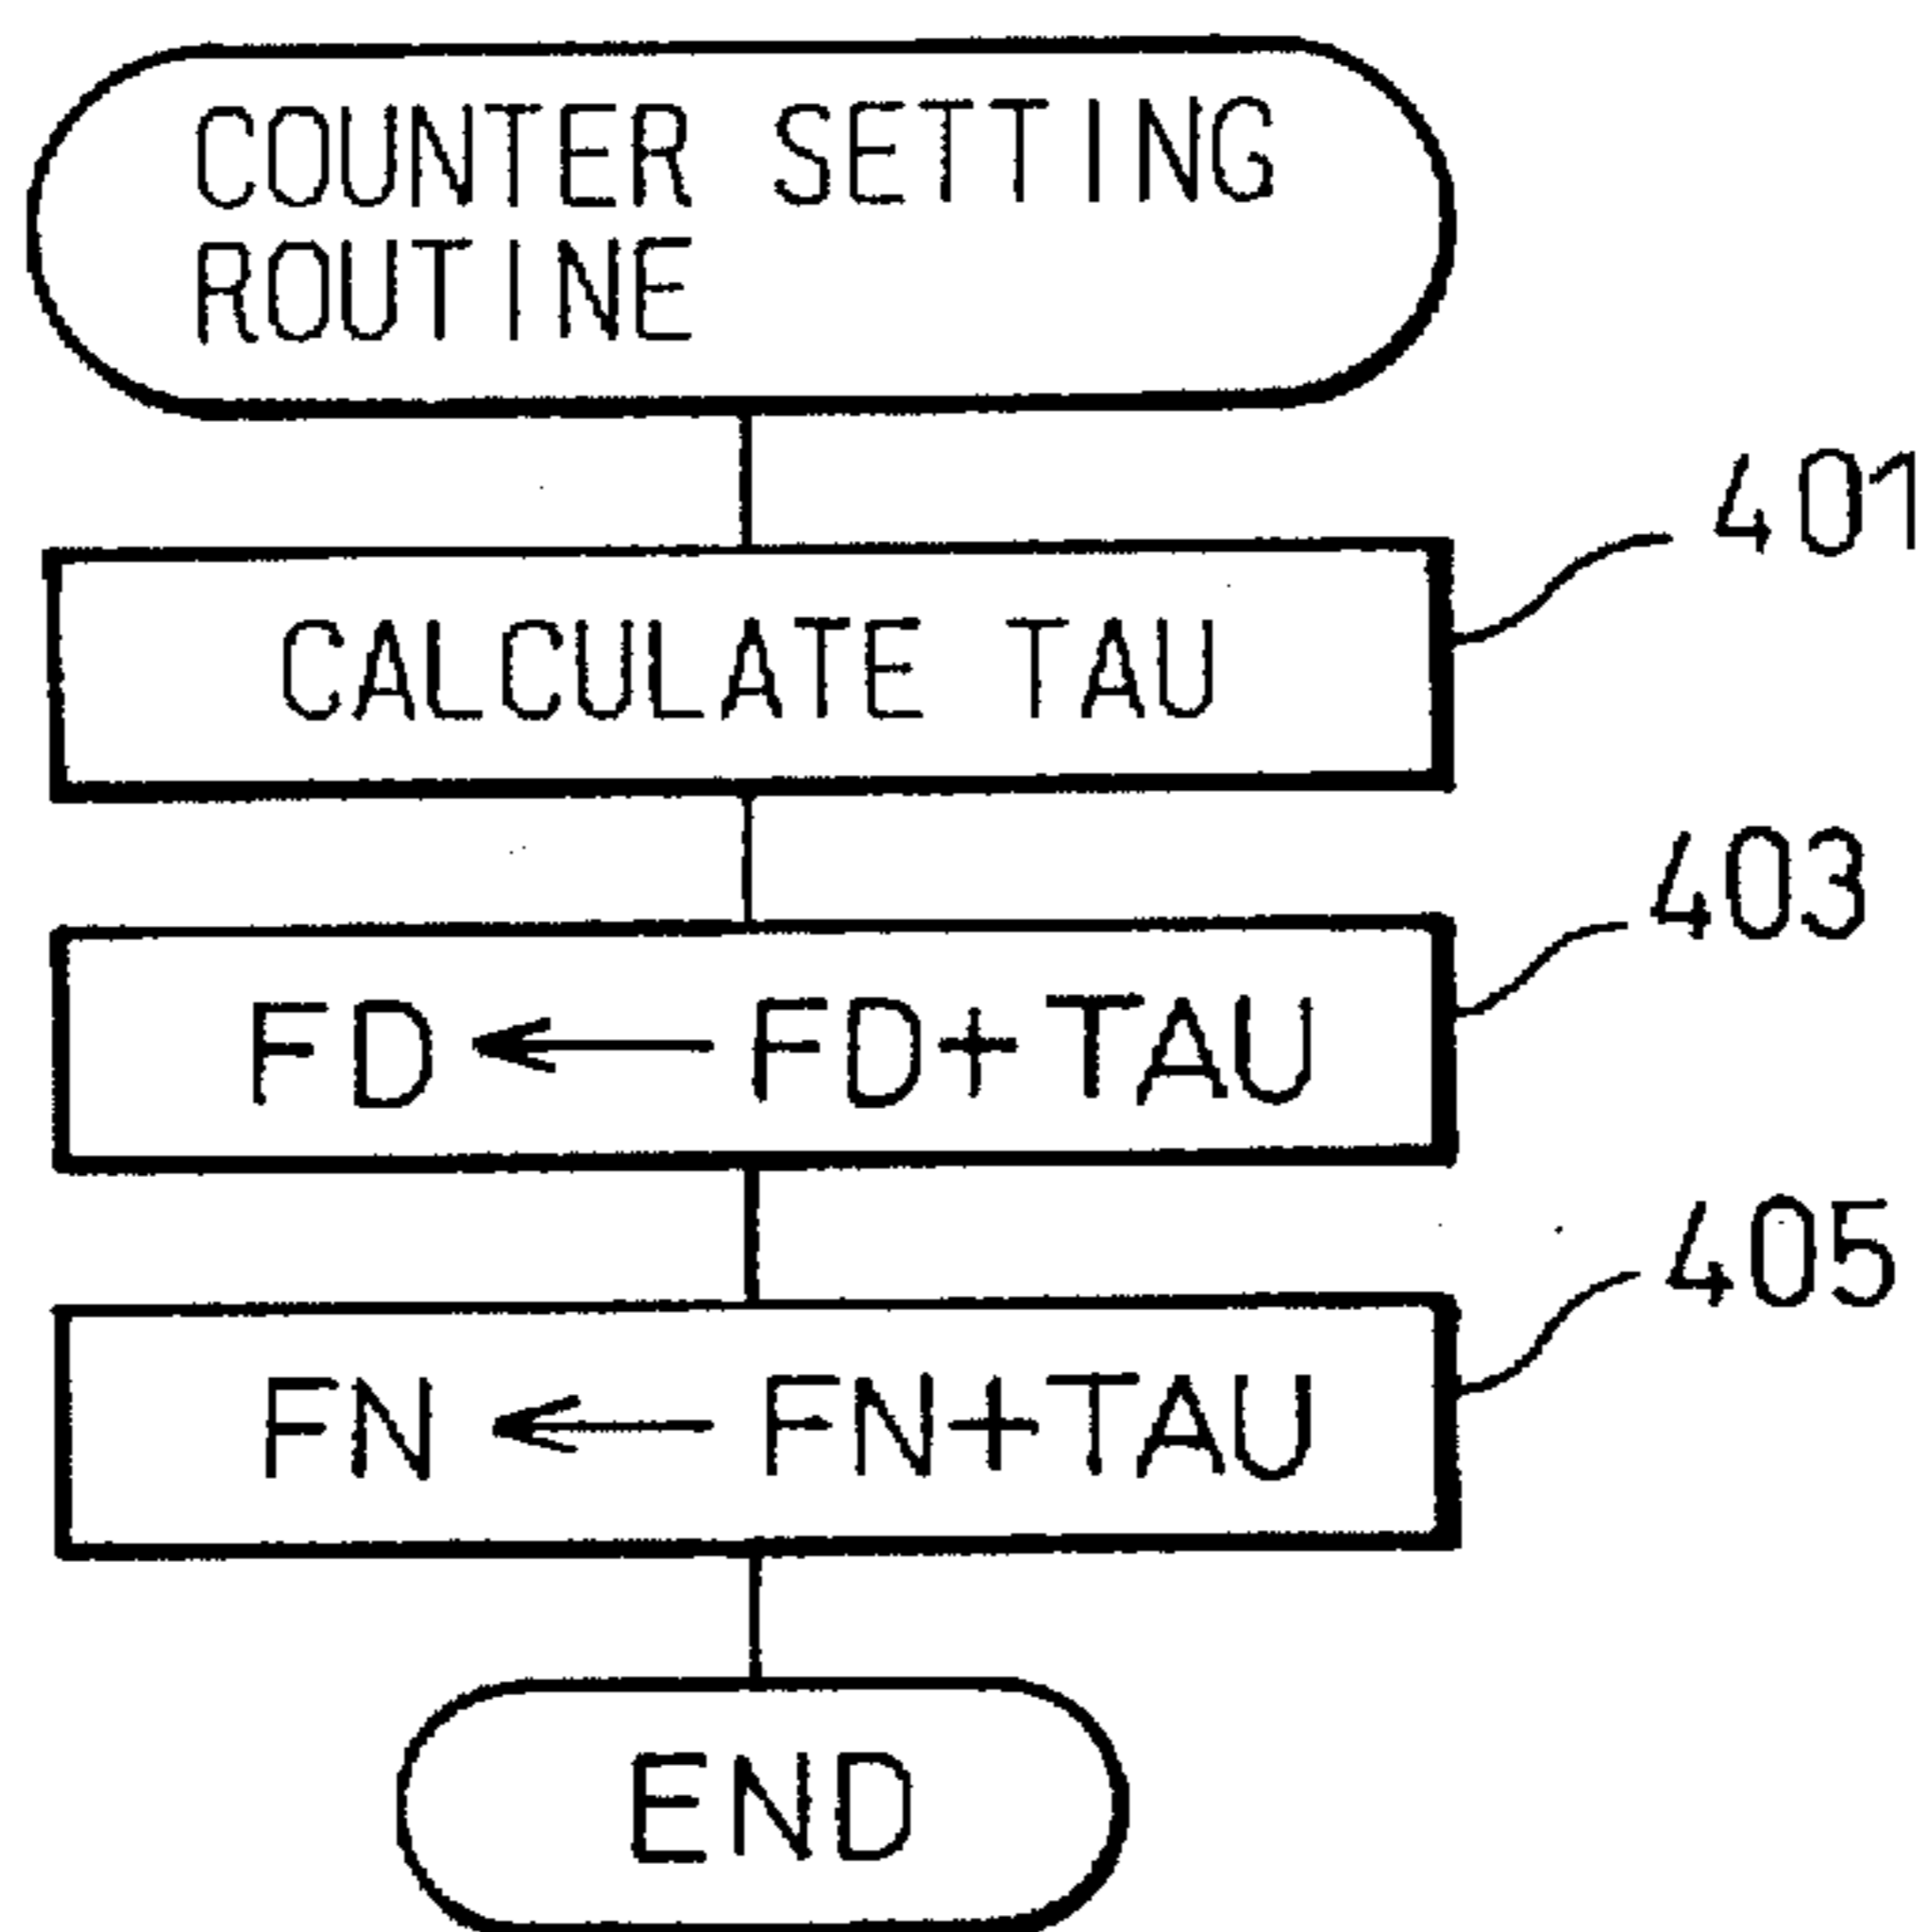 COUNTER SETTING
ROUTINE
401
CALCULATE TAU
403
FD ← FD+TAU
405
FN ← FN+TAU
END